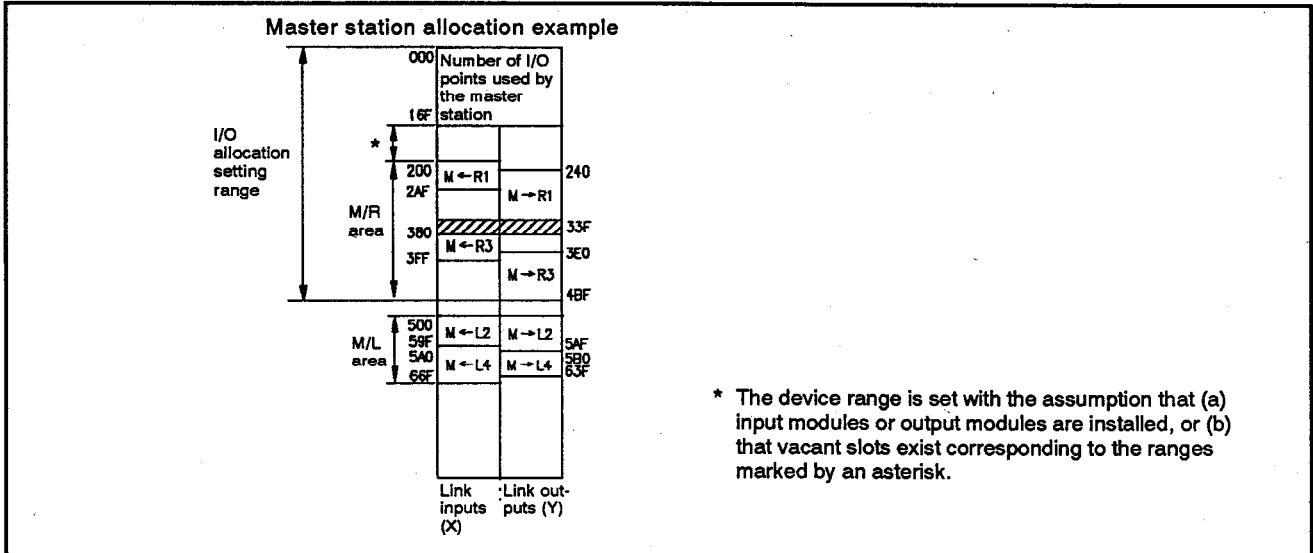 Master station allocation example
000
Number of I/O
points used by
the master
station
16F
I/O
allocation
setting
range
*
200
M←R1
240
2AF
M→R1
M/R
area
33F
380
M←R3
3E0
3FF
M→R3
4BF
500
M←L2
M→L2
59F
5AF
M/L
area
5A0
M←L4
M→L4
5B0
63F
66F
Link
inputs
(X)
Link out-
puts (Y)
* The device range is set with the assumption that (a)
input modules or output modules are installed, or (b)
that vacant slots exist corresponding to the ranges
marked by an asterisk.